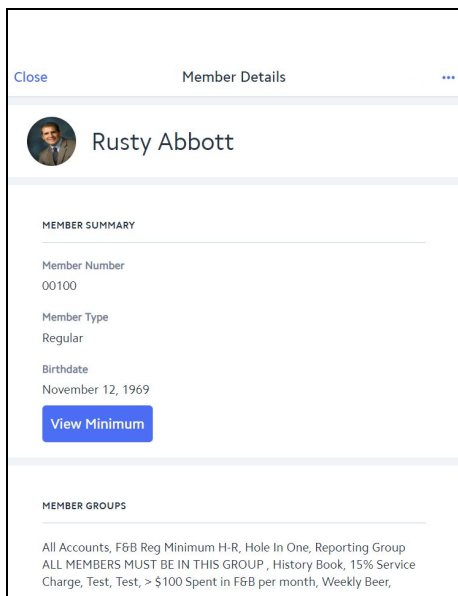 Close Member Details ...
Rusty Abbott
MEMBER SUMMARY
Member Number
00100
Member Type
Regular
Birthdate
November 12, 1969
View Minimum
MEMBER GROUPS
All Accounts, F&B Reg Minimum H-R, Hole In One, Reporting Group
ALL MEMBERS MUST BE IN THIS GROUP , History Book, 15% Service
Charge, Test, Test, > $100 Spent in F&B per month, Weekly Beer,